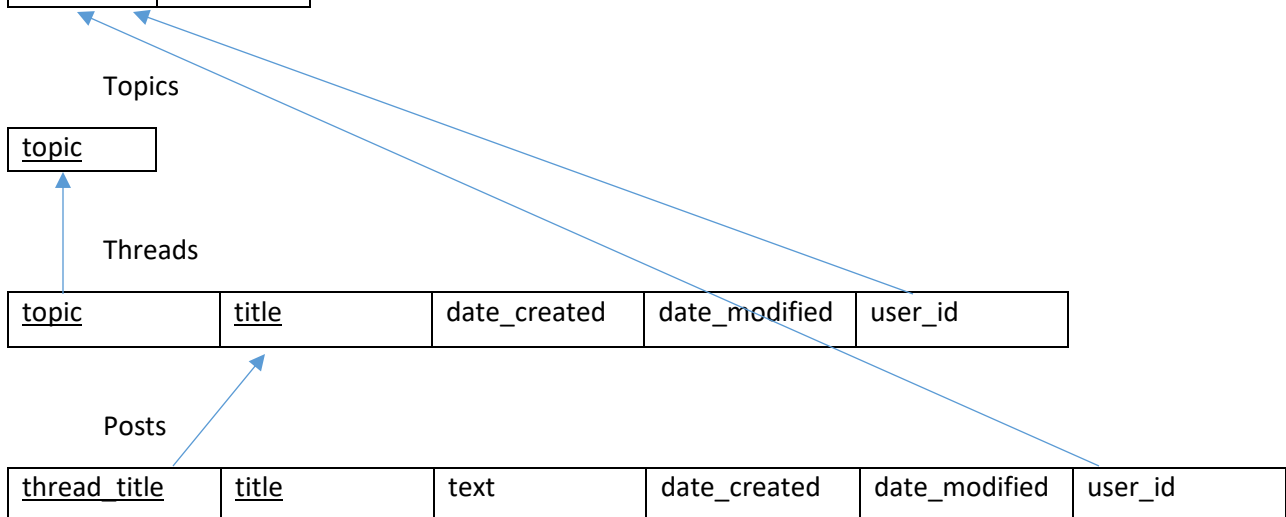 Topics
topic
Threads
topic title date_created date_modified user_id
Posts
thread_title title text date_created date_modified user_id